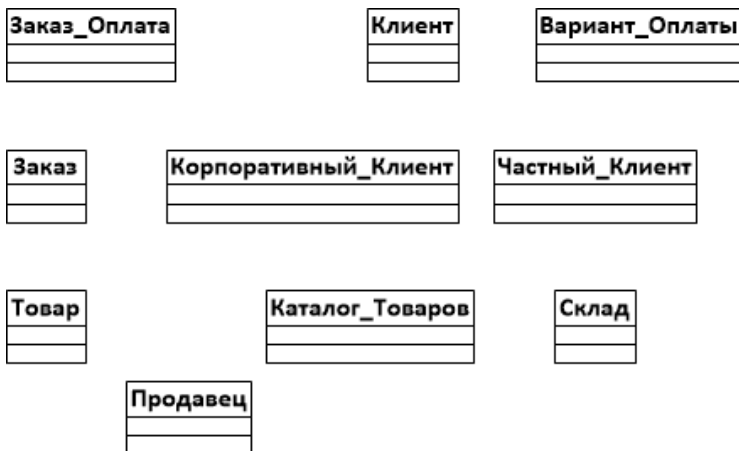 Заказ_Оплата
Клиент
Вариант_Оплаты
Заказ
Корпоративный_Клиент
Частный_Клиент
Товар
Каталог_Товаров
Склад
Продавец